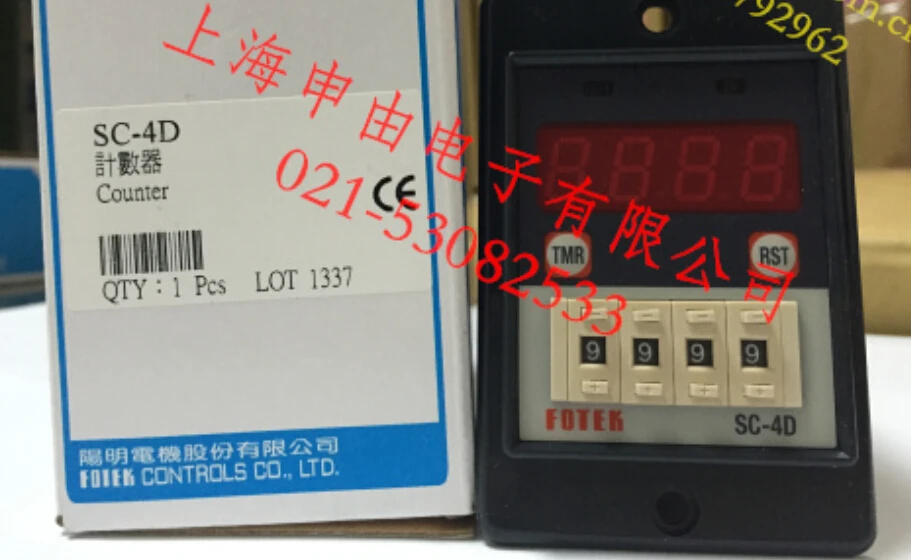 SC-4D
計數器
Counter
CE
QTY：1 Pcs LOT 1337
陽明電機股份有限公司
FOTEK CONTROLS CO., LTD.
上海申由电子有限公司
021-53082533
792962
8888
TMR
RST
9 9 9 9
FOTEK
SC-4D